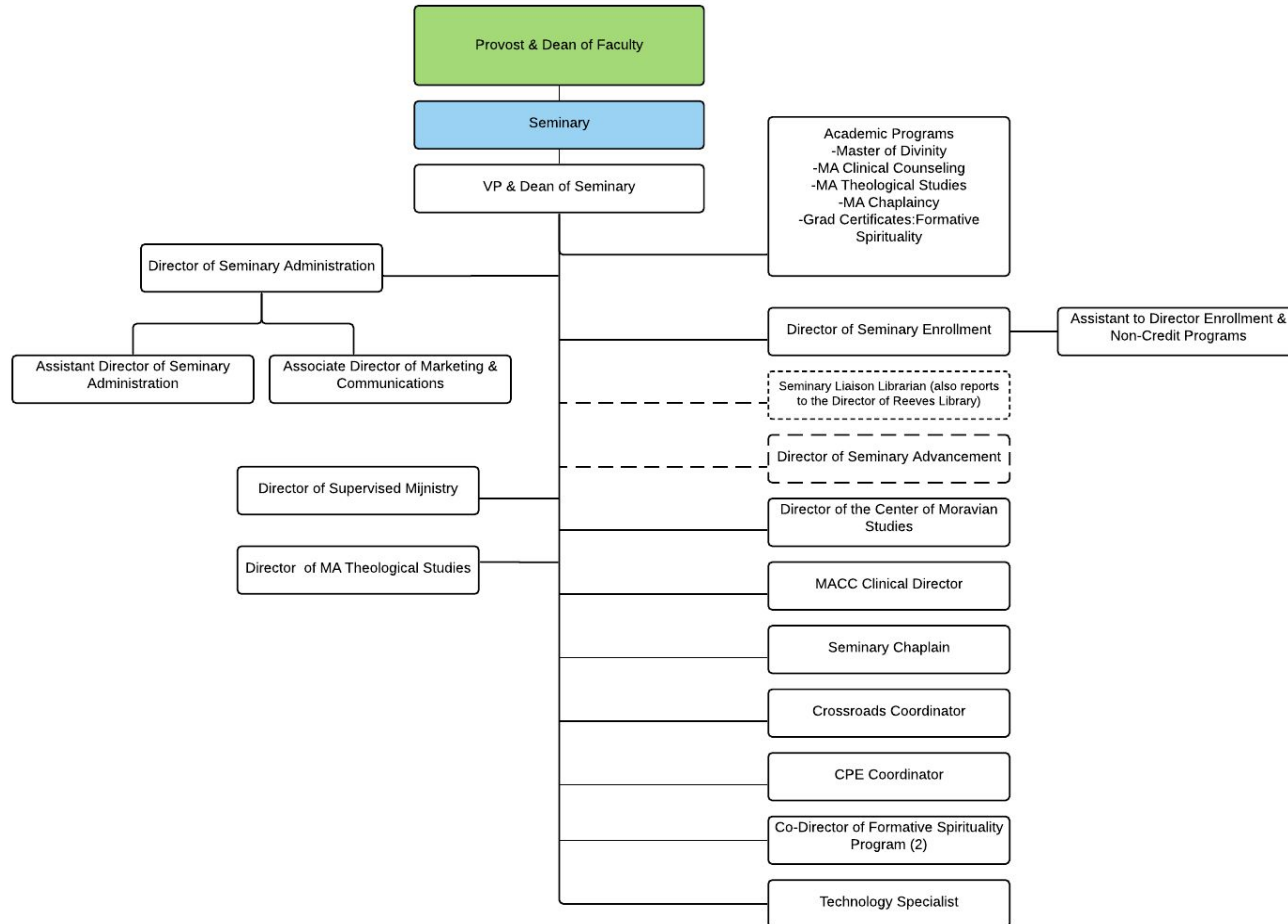 Provost & Dean of Faculty
Seminary
VP & Dean of Seminary
Academic Programs
-Master of Divinity
-MA Clinical Counseling
-MA Theological Studies
-MA Chaplaincy
-Grad Certificates:Formative
Spirituality
Director of Seminary Administration
Assistant Director of Seminary
Administration
Associate Director of Marketing &
Communications
Director of Seminary Enrollment
Assistant to Director Enrollment &
Non-Credit Programs
Seminary Liaison Librarian (also reports
to the Director of Reeves Library)
Director of Seminary Advancement
Director of Supervised Mijnistry
Director of the Center of Moravian
Studies
Director of MA Theological Studies
MACC Clinical Director
Seminary Chaplain
Crossroads Coordinator
CPE Coordinator
Co-Director of Formative Spirituality
Program (2)
Technology Specialist